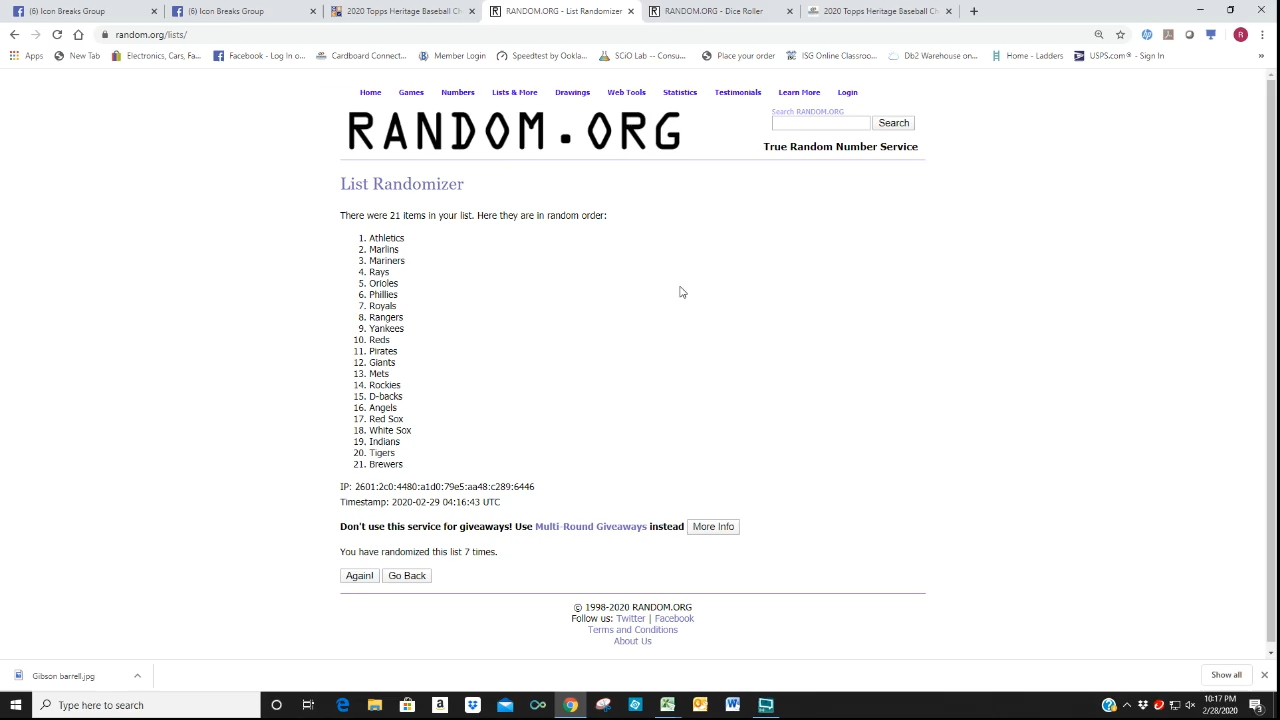 (6) Icon Breaks Group
(6) Icon Breaks Group
2020 Topps Heritage Baseball Ch
RANDOM.ORG - List Randomizer
RANDOM.ORG - Dice Roller
2020 Topps Heritage Baseball Ch
random.org/lists/
R
Apps
New Tab
Electronics, Cars, Fa...
Facebook - Log In o...
Cardboard Connect...
Member Login
Speedtest by Ookla...
SCiO Lab -- Consu...
Place your order
ISG Online Classroo...
Db2 Warehouse on...
Home - Ladders
USPS.com® - Sign In
»
Home
Games
Numbers
Lists & More
Drawings
Web Tools
Statistics
Testimonials
Learn More
Login
RANDOM.ORG
Search RANDOM.ORG
Search
True Random Number Service
List Randomizer
There were 21 items in your list. Here they are in random order:
1. Athletics
2. Marlins
3. Mariners
4. Rays
5. Orioles
6. Phillies
7. Royals
8. Rangers
9. Yankees
10. Reds
11. Pirates
12. Giants
13. Mets
14. Rockies
15. D-backs
16. Angels
17. Red Sox
18. White Sox
19. Indians
20. Tigers
21. Brewers
IP: 2601:2c0:4480:a1d0:79e5:aa48:c289:6446
Timestamp: 2020-02-29 04:16:43 UTC
Don't use this service for giveaways! Use Multi-Round Giveaways instead More Info
You have randomized this list 7 times.
Again! Go Back
© 1998-2020 RANDOM.ORG
Follow us: Twitter | Facebook
Terms and Conditions
About Us
Gibson barrell.jpg
Show all
Type here to search
10:17 PM
2/28/2020